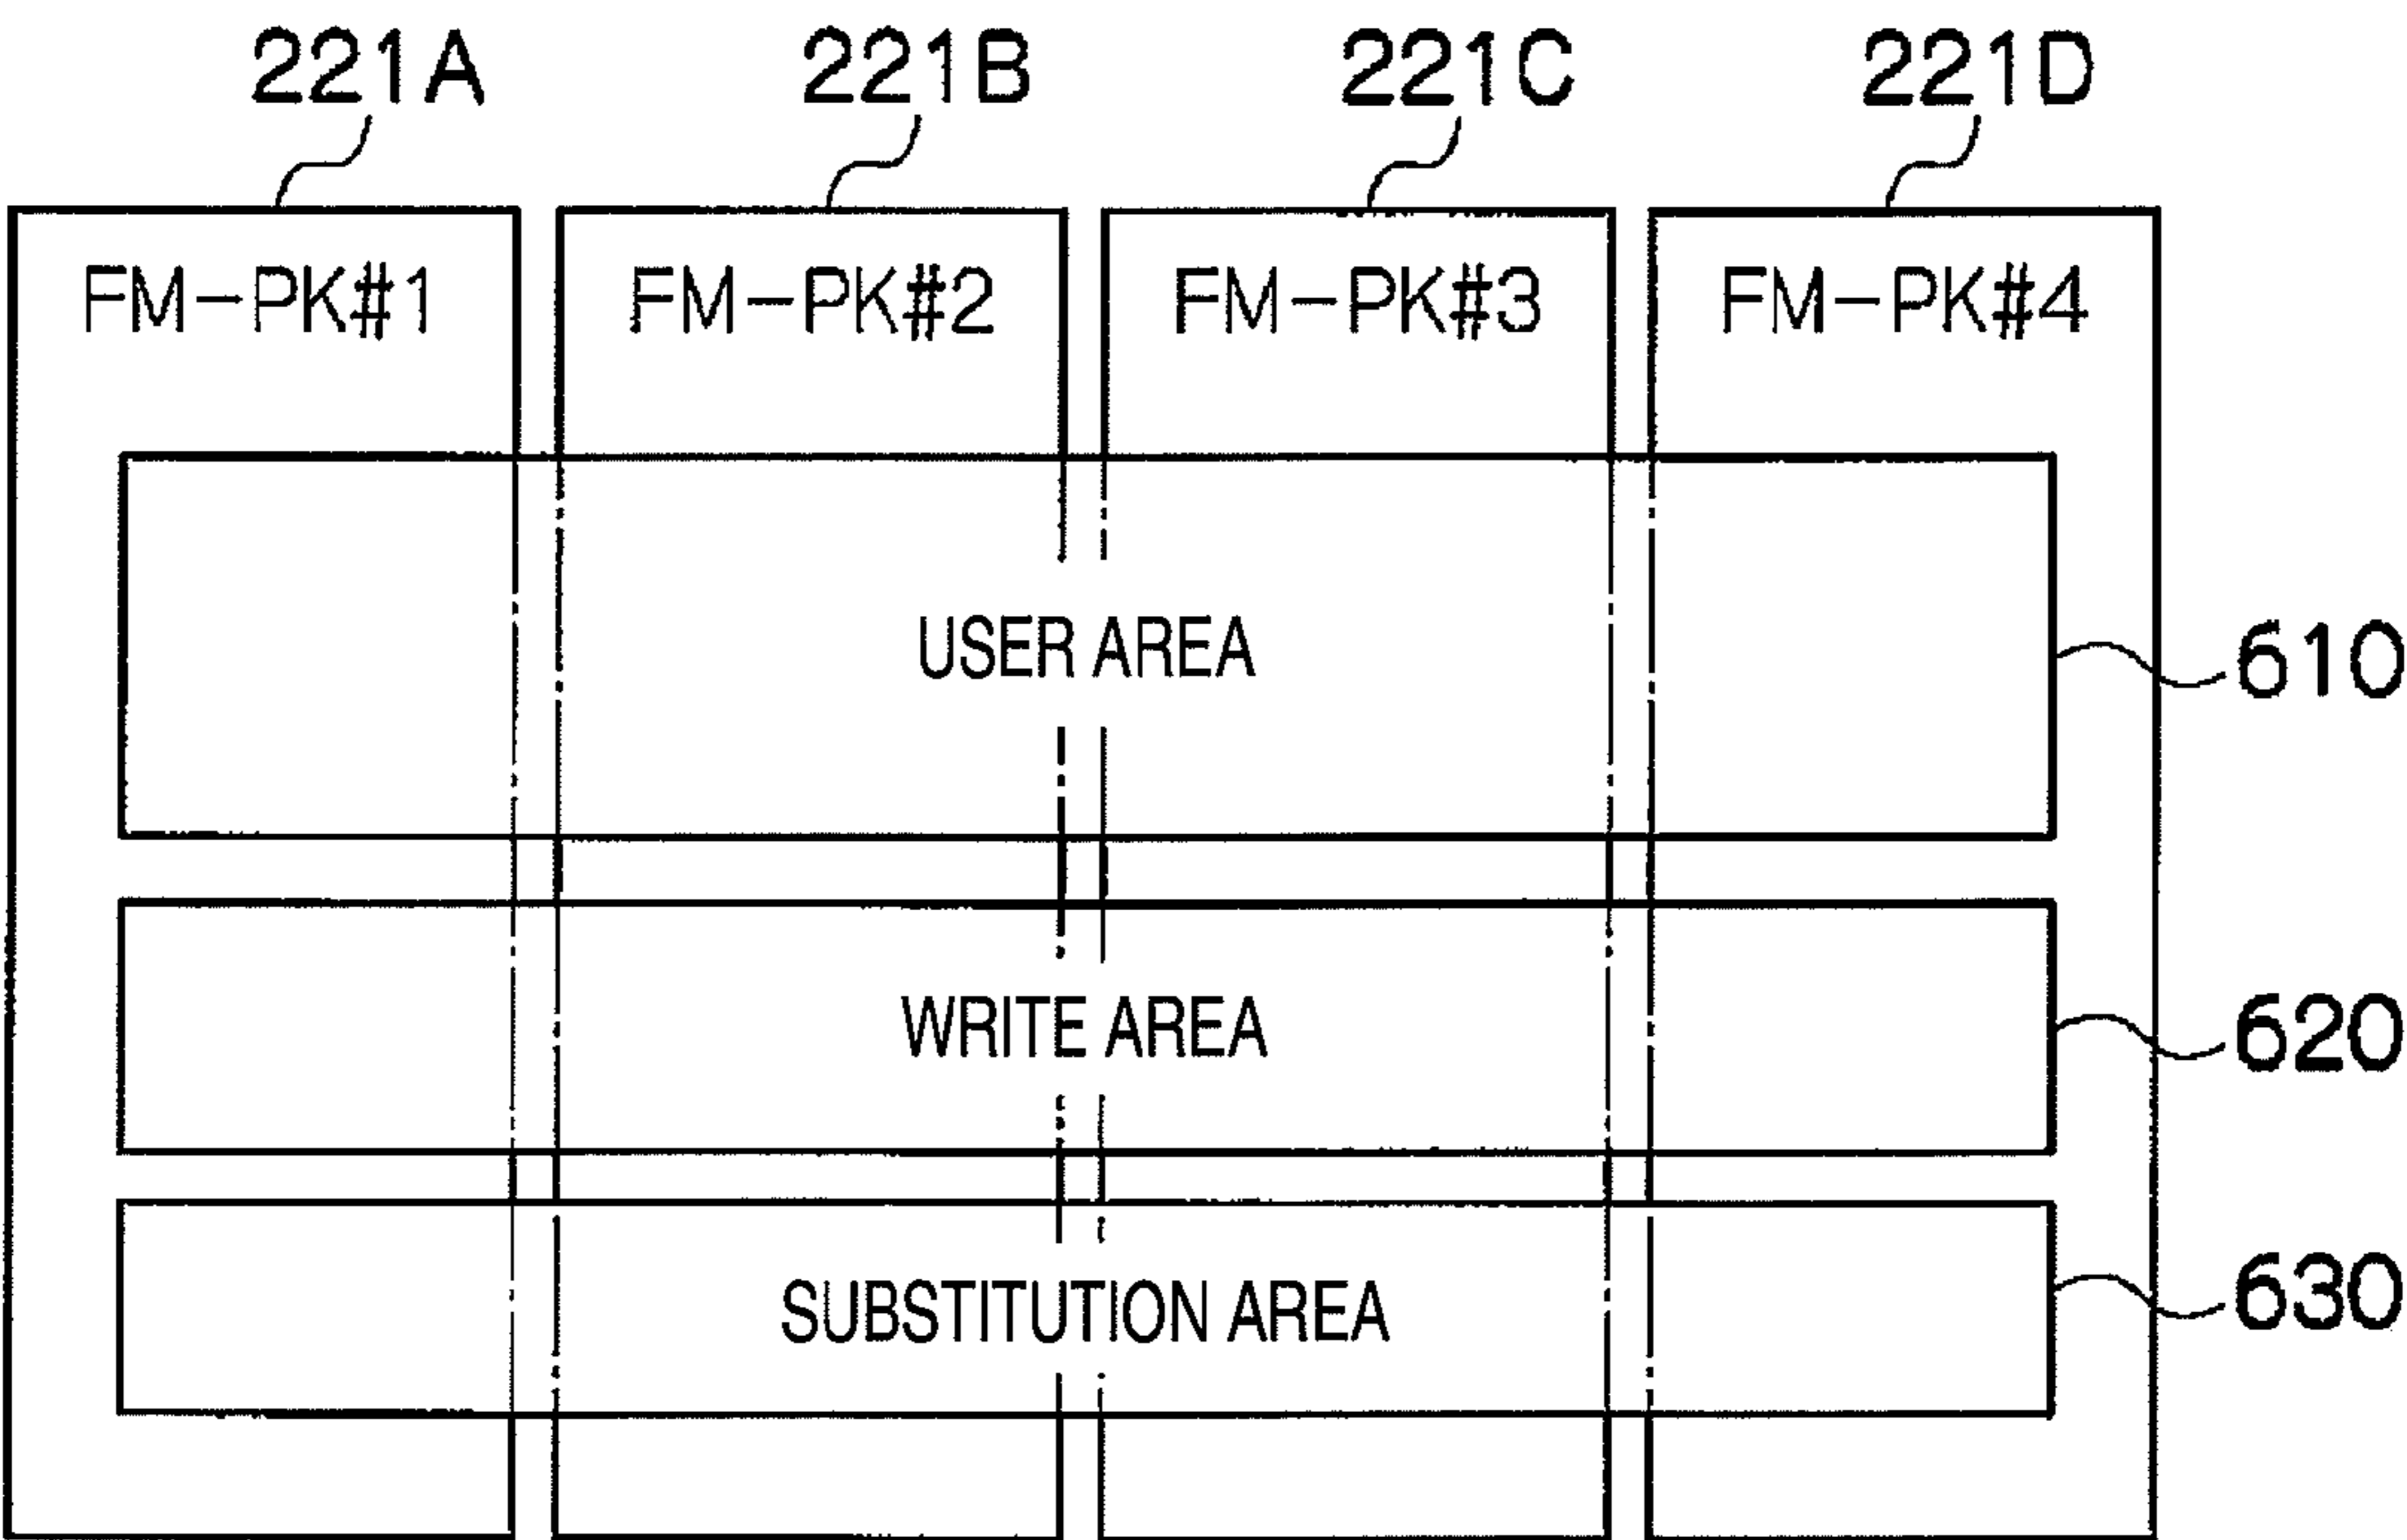 221A 221B 221C 221D
FM-PK#1 FM-PK#2 FM-PK#3 FM-PK#4
USER AREA 610
WRITE AREA 620
SUBSTITUTION AREA 630